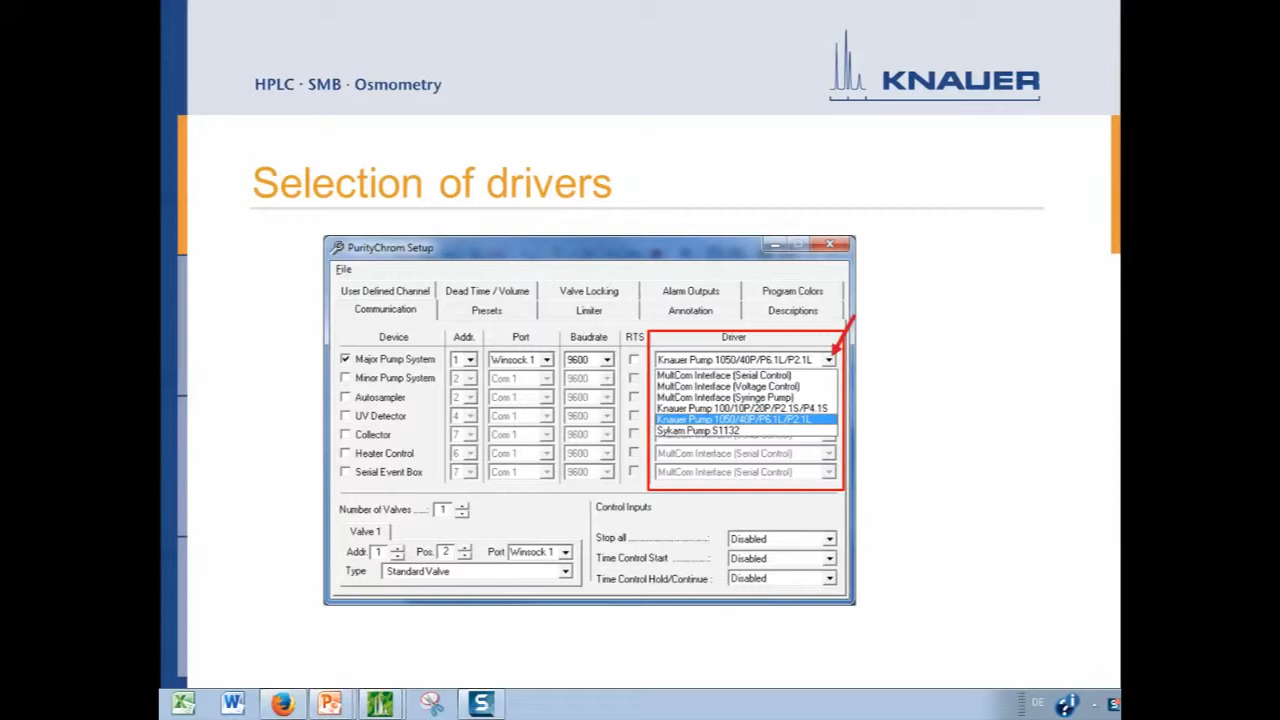 HPLC · SMB · Osmometry
KNAUER
Selection of drivers
PurityChrom Setup
File
User Defined Channel Dead Time / Volume Valve Locking Alarm Outputs Program Colors
Communication Presets Limiter Annotation Descriptions
Device Addr. Port Baudrate RTS Driver
Major Pump System 1 Winsock 1 9600 Knauer Pump 1050/40P/P6.1L/P2.1L
MultCom Interface (Serial Control)
Minor Pump System 2 Com 1 9600
MultCom Interface (Voltage Control)
Autosampler 2 Com 1 9600 MultCom Interface (Syringe Pump)
Knauer Pump 100/10P/20P/P2.1S/P4.1S
UV Detector 4 Com 1 9600 Knauer Pump 1050/40P/P6.1L/P2.1L
Sykam Pump S1132
Collector 7 Com 1 9600
Heater Control 6 Com 1 9600 MultCom Interface (Serial Control)
Serial Event Box 7 Com 1 9600 MultCom Interface (Serial Control)
Number of Valves .....: 1 Control Inputs
Valve 1
Stop all ........................: Disabled
Addr. 1 Pos. 2 Port Winsock 1 Time Control Start ..........: Disabled
Type Standard Valve Time Control Hold/Continue : Disabled
DE